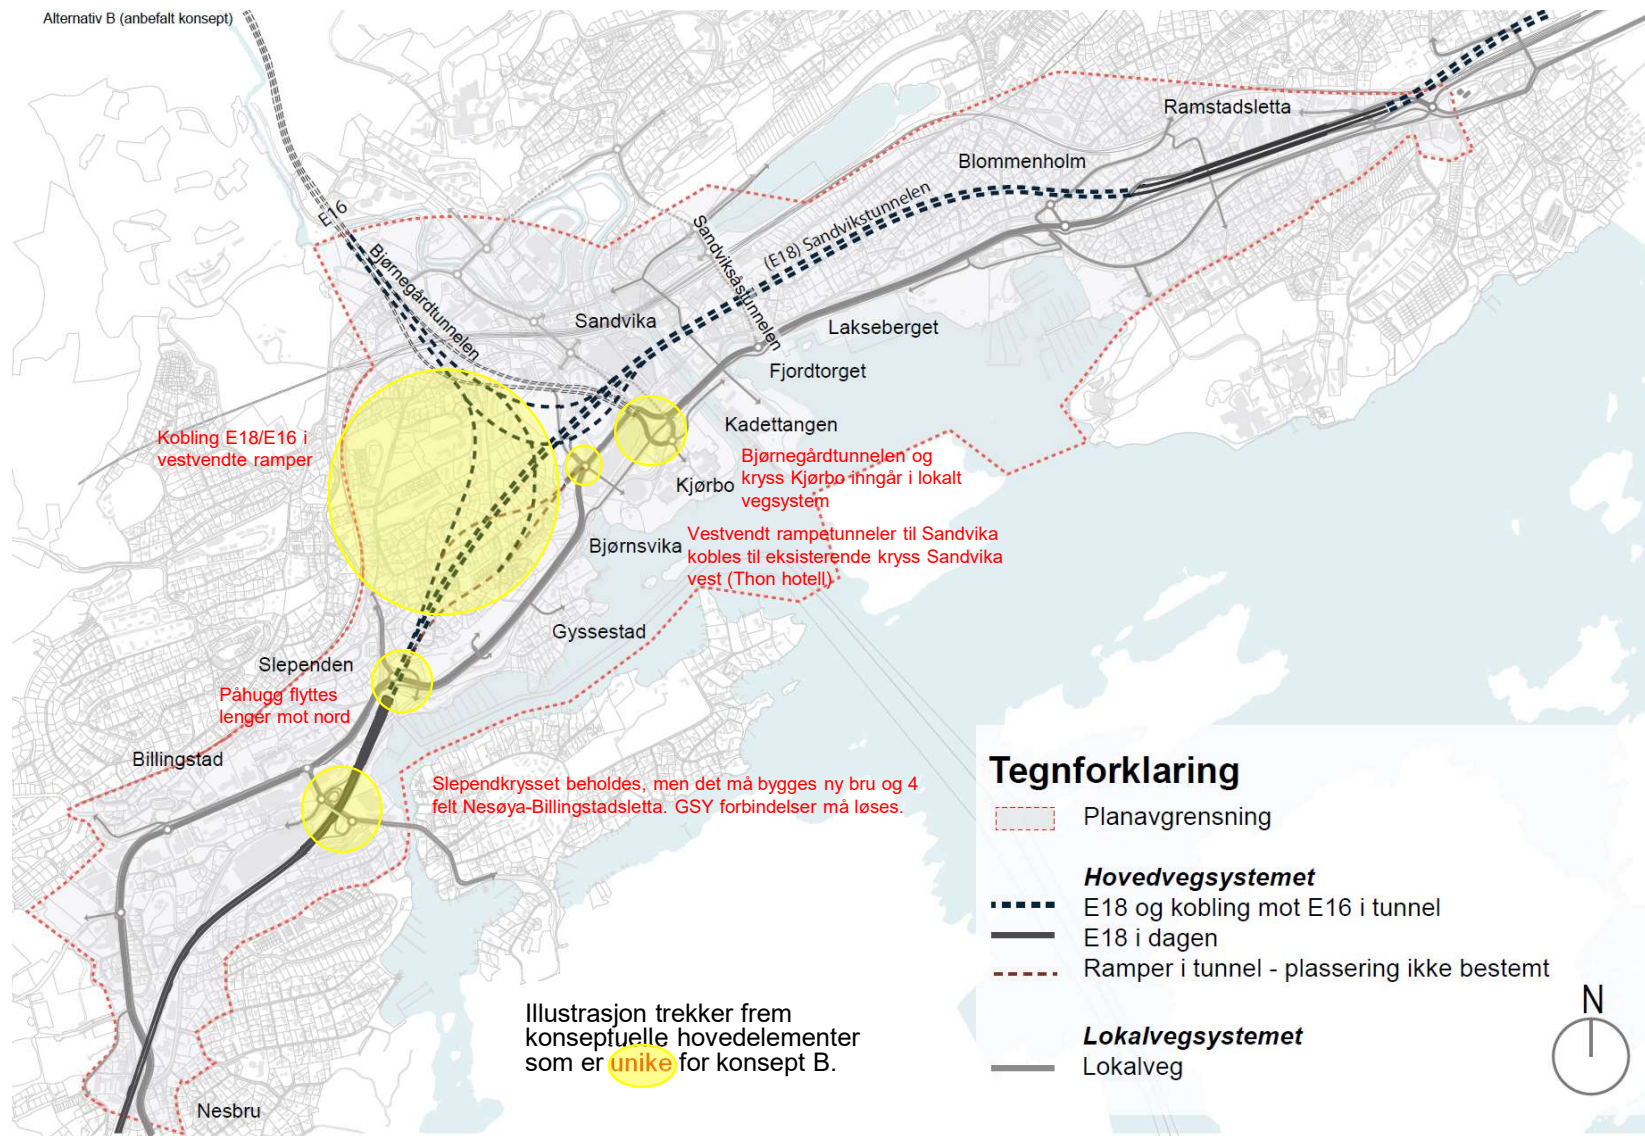 Alternativ B (anbefalt konsept)
Ramstadsletta
Blommenholm
E16
Bjørnegårdtunnelen
Sandviksåstunnelen
(E18) Sandvikstunnelen
Sandvika
Lakseberget
Fjordtorget
Kadettangen
Kobling E18/E16 i
vestvendte ramper
Bjørnegårdtunnelen og
kryss Kjørbo inngår i lokalt
vegsystem
Kjørbo
Vestvendt rampetunneler til Sandvika
kobles til eksisterende kryss Sandvika
vest (Thon hotell)
Bjørnsvika
Gyssestad
Slependen
Påhugg flyttes
lenger mot nord
Billingstad
Slependkrysset beholdes, men det må bygges ny bru og 4
felt Nesøya-Billingstadsletta. GSY forbindelser må løses.
Tegnforklaring
Planavgrensning
Hovedvegsystemet
E18 og kobling mot E16 i tunnel
E18 i dagen
Ramper i tunnel - plassering ikke bestemt
Lokalvegsystemet
Lokalveg
N
Illustrasjon trekker frem
konseptuelle hovedelementer
som er unike for konsept B.
Nesbru